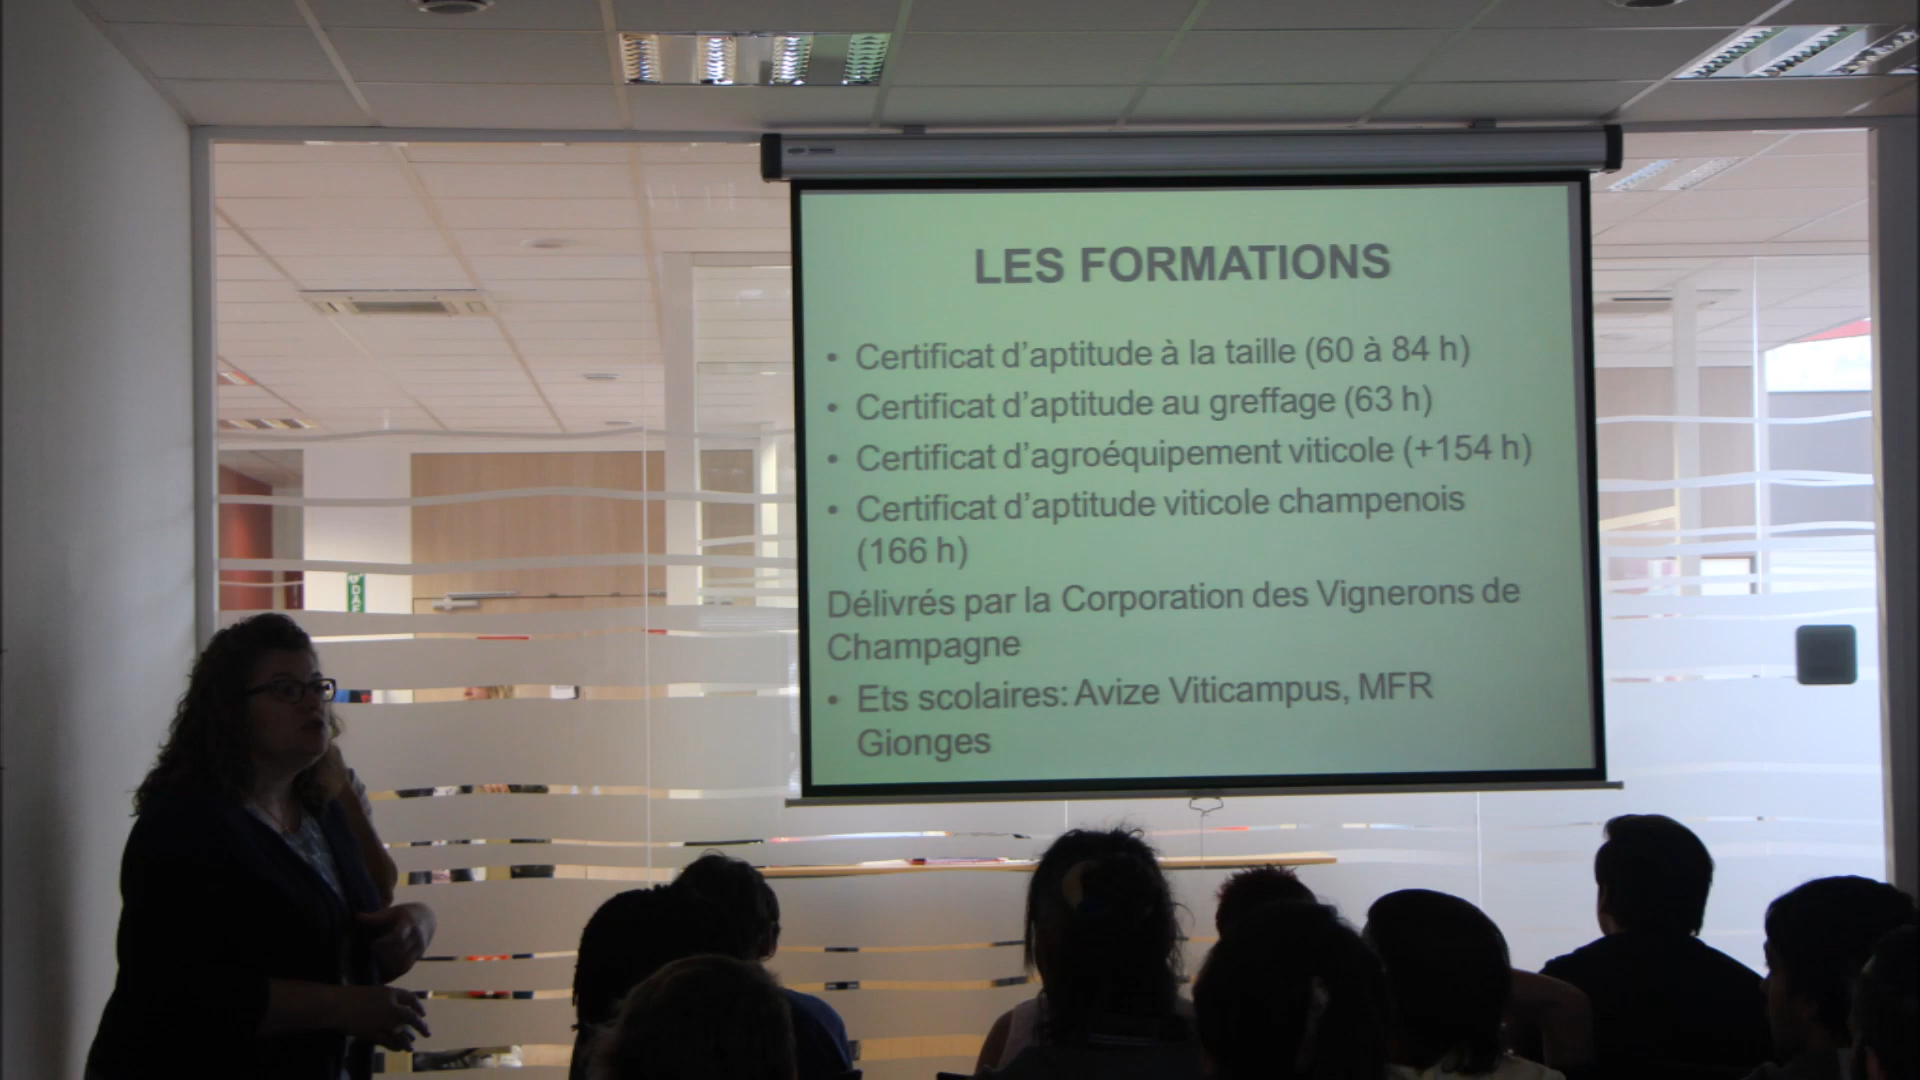 LES FORMATIONS
• Certificat d'aptitude à la taille (60 à 84 h)
• Certificat d'aptitude au greffage (63 h)
• Certificat d'agroéquipement viticole (+154 h)
• Certificat d'aptitude viticole champenois
(166 h)
Délivrés par la Corporation des Vignerons de
Champagne
• Ets scolaires: Avize Viticampus, MFR
Gionges
DAE